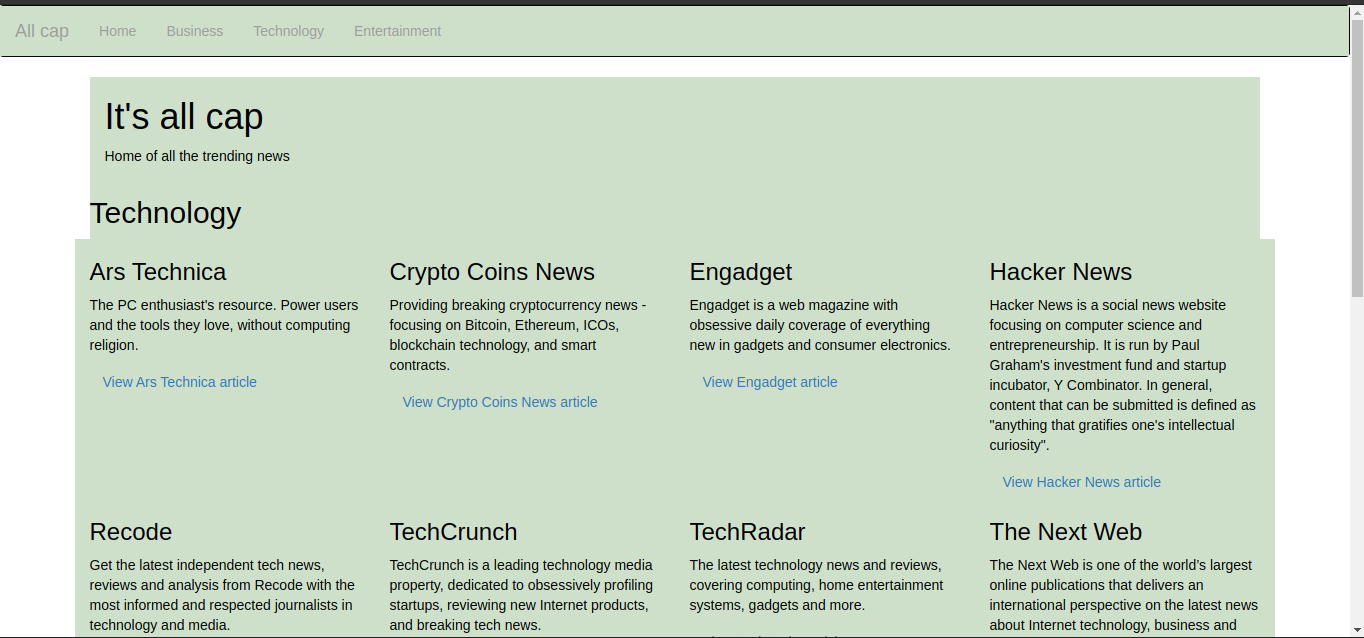 All cap Home Business Technology Entertainment
It's all cap
Home of all the trending news
Technology
Ars Technica
The PC enthusiast's resource. Power users
and the tools they love, without computing
religion.
View Ars Technica article
Crypto Coins News
Providing breaking cryptocurrency news -
focusing on Bitcoin, Ethereum, ICOs,
blockchain technology, and smart
contracts.
View Crypto Coins News article
Engadget
Engadget is a web magazine with
obsessive daily coverage of everything
new in gadgets and consumer electronics.
View Engadget article
Hacker News
Hacker News is a social news website
focusing on computer science and
entrepreneurship. It is run by Paul
Graham's investment fund and startup
incubator, Y Combinator. In general,
content that can be submitted is defined as
"anything that gratifies one's intellectual
curiosity".
View Hacker News article
Recode
Get the latest independent tech news,
reviews and analysis from Recode with the
most informed and respected journalists in
technology and media.
TechCrunch
TechCrunch is a leading technology media
property, dedicated to obsessively profiling
startups, reviewing new Internet products,
and breaking tech news.
TechRadar
The latest technology news and reviews,
covering computing, home entertainment
systems, gadgets and more.
The Next Web
The Next Web is one of the world’s largest
online publications that delivers an
international perspective on the latest news
about Internet technology, business and